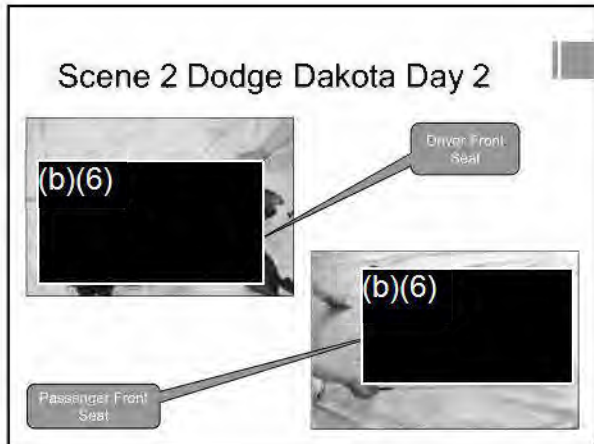 Scene 2 Dodge Dakota Day 2
(b)(6)
Driver Front
Seat
(b)(6)
Passenger Front
Seat